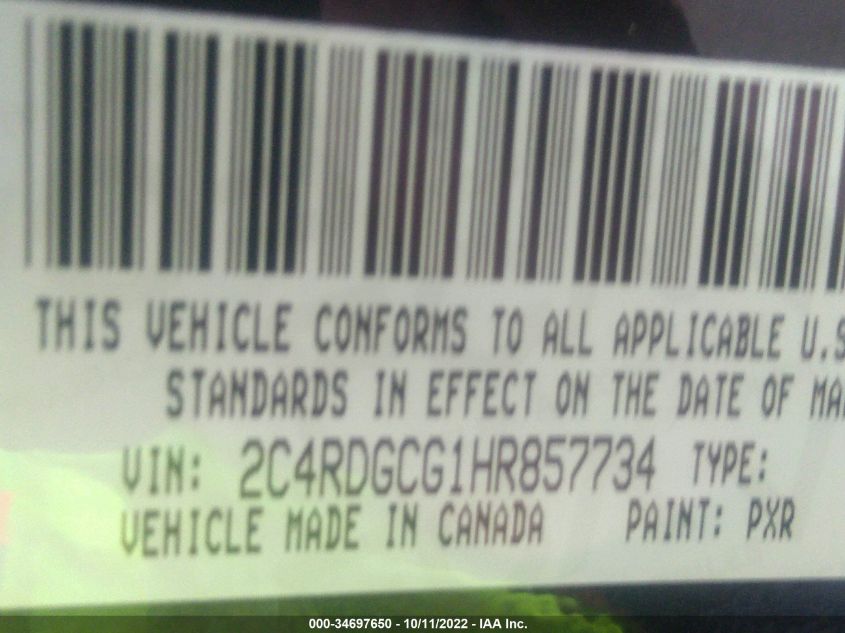 THIS VEHICLE CONFORMS TO ALL APPLICABLE U.S
STANDARDS IN EFFECT ON THE DATE OF MA
VIN: 2C4RDGCG1HR857734 TYPE:
VEHICLE MADE IN CANADA PAINT: PXR
000-34697650 - 10/11/2022 - IAA Inc.